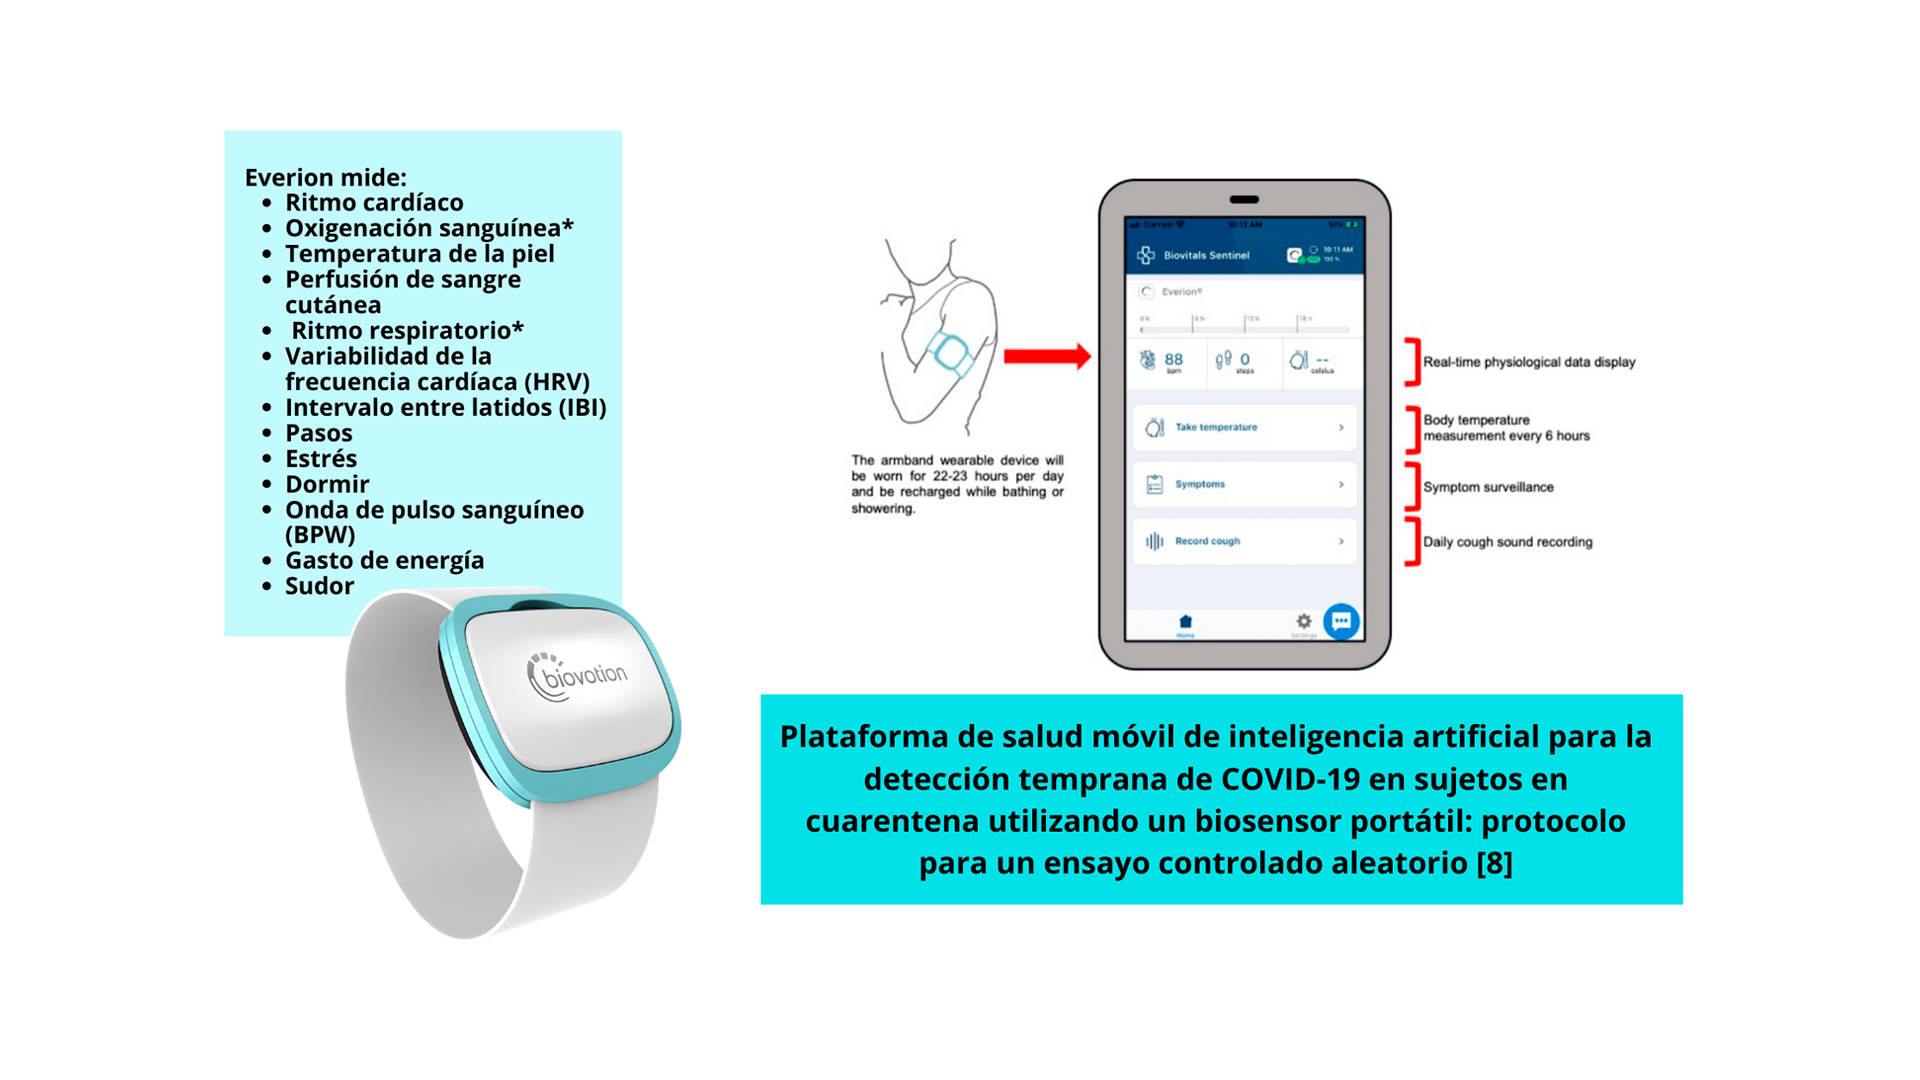 Everion mide:
• Ritmo cardíaco
• Oxigenación sanguínea*
• Temperatura de la piel
• Perfusión de sangre
cutánea
• Ritmo respiratorio*
• Variabilidad de la
frecuencia cardíaca (HRV)
• Intervalo entre latidos (IBI)
• Pasos
• Estrés
• Dormir
• Onda de pulso sanguíneo
(BPW)
• Gasto de energía
• Sudor
biovotion
The armband wearable device will
be worn for 22-23 hours per day
and be recharged while bathing or
showering.
10:12 AM
91%
Biovitals Sentinel
10:11 AM
100 %
Everion®
0 h
6 h
12 h
18 h
88
bpm
0
steps
--
celsius
Take temperature
Symptoms
Record cough
Home
Settings
Real-time physiological data display
Body temperature
measurement every 6 hours
Symptom surveillance
Daily cough sound recording
Plataforma de salud móvil de inteligencia artificial para la
detección temprana de COVID-19 en sujetos en
cuarentena utilizando un biosensor portátil: protocolo
para un ensayo controlado aleatorio [8]